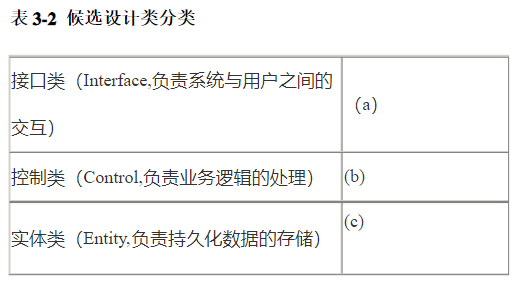 表 3-2 候选设计类分类
接口类（Interface,负责系统与用户之间的
交互）
（a）
控制类（Control,负责业务逻辑的处理）
(b)
实体类（Entity,负责持久化数据的存储）
(c)